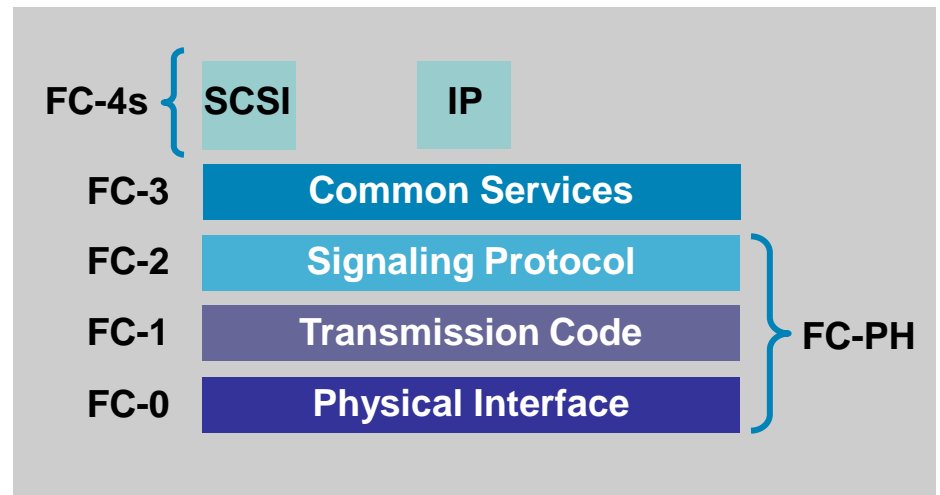 FC-4s SCSI IP
FC-3 Common Services
FC-2 Signaling Protocol
FC-1 Transmission Code
FC-PH
FC-0 Physical Interface